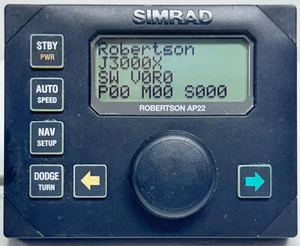 SIMRAD
STBY
PWR
Robertson
J3000X
SW V0R0
P00 M00 S000
AUTO
SPEED
ROBERTSON AP22
NAV
SETUP
DODGE
TURN